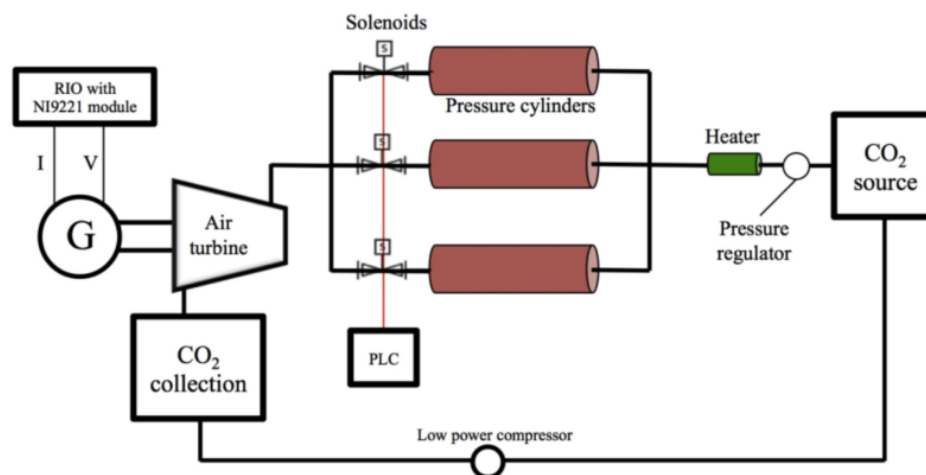 Solenoids
S
RIO with
NI9221 module
Pressure cylinders
I
V
S
Heater
CO₂
source
G
Air
turbine
Pressure
regulator
S
CO₂
collection
PLC
Low power compressor